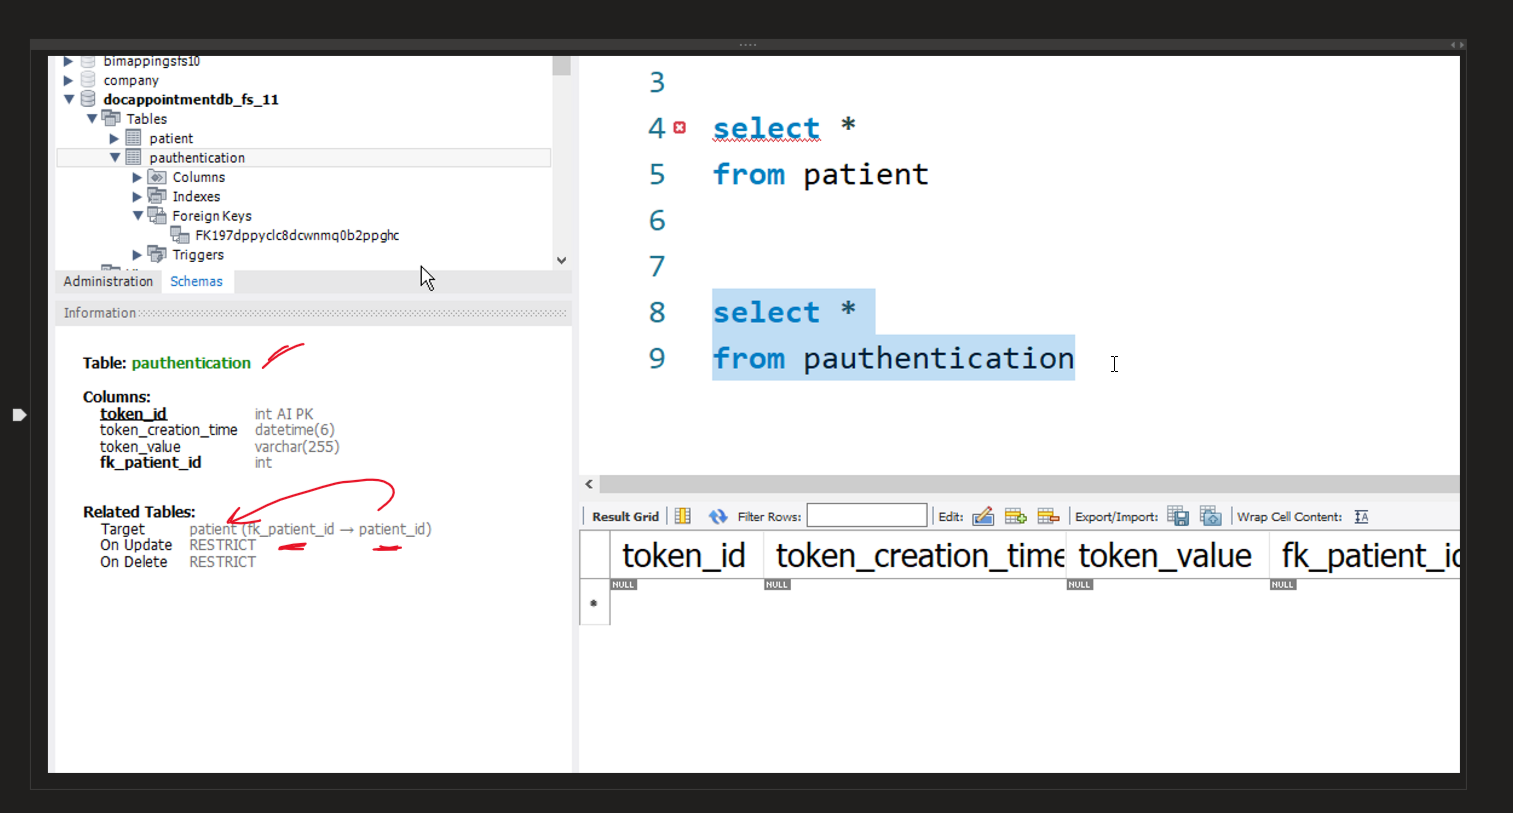 bimappingsfs10
company
docappointmentdb_fs_11
Tables
patient
pauthentication
Columns
Indexes
Foreign Keys
FK197dppyclc8dcwnmq0b2ppghc
Triggers
Administration Schemas
Information
Table: pauthentication
Columns:
token_id int AI PK
token_creation_time datetime(6)
token_value varchar(255)
fk_patient_id int
Related Tables:
Target patient (fk_patient_id → patient_id)
On Update RESTRICT
On Delete RESTRICT
3
4 select *
5 from patient
6
7
8 select *
9 from pauthentication
Result Grid Filter Rows: Edit: Export/Import: Wrap Cell Content:
token_id token_creation_time token_value fk_patient_id
NULL NULL NULL NULL
*